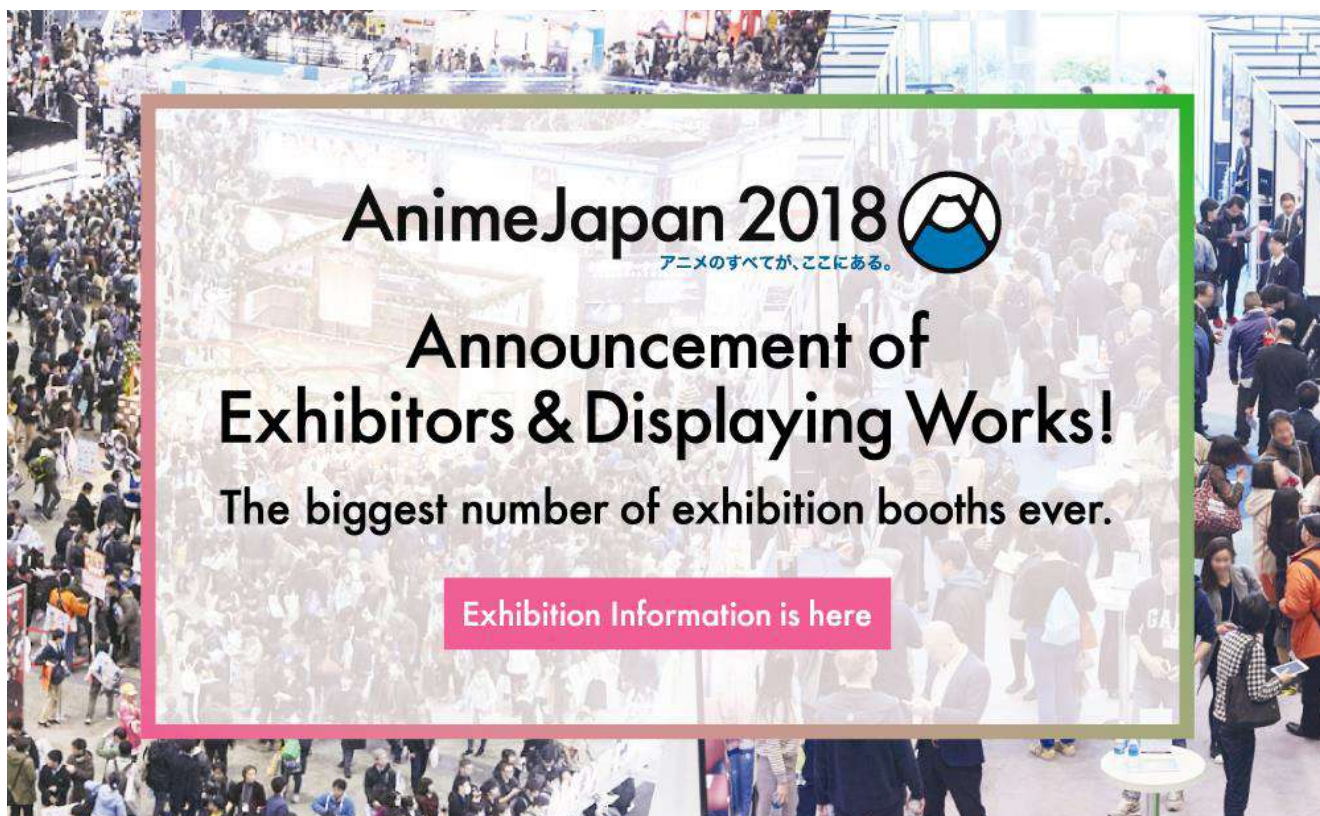 AnimeJapan 2018
アニメのすべてが、ここにある。
Announcement of
Exhibitors & Displaying Works!
The biggest number of exhibition booths ever.
Exhibition Information is here